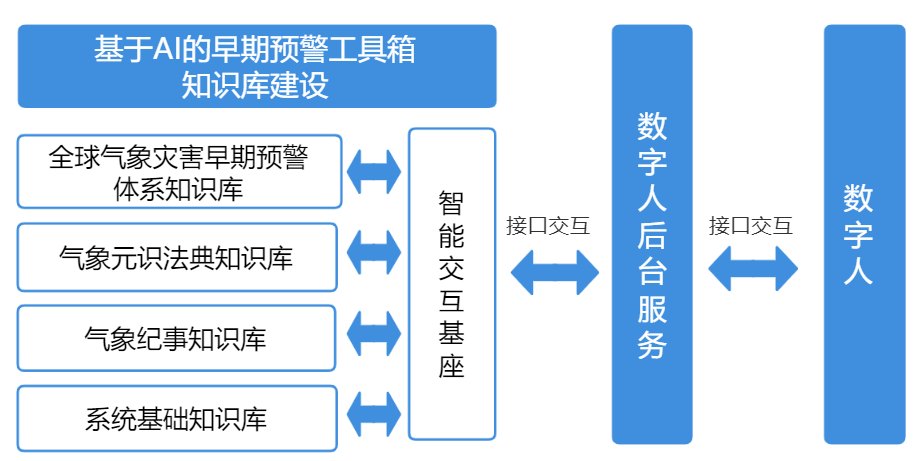 基于AI的早期预警工具箱
知识库建设
全球气象灾害早期预警
体系知识库
气象元识法典知识库
气象纪事知识库
系统基础知识库
智能交互基座
接口交互
数字人后台服务
接口交互
数字人